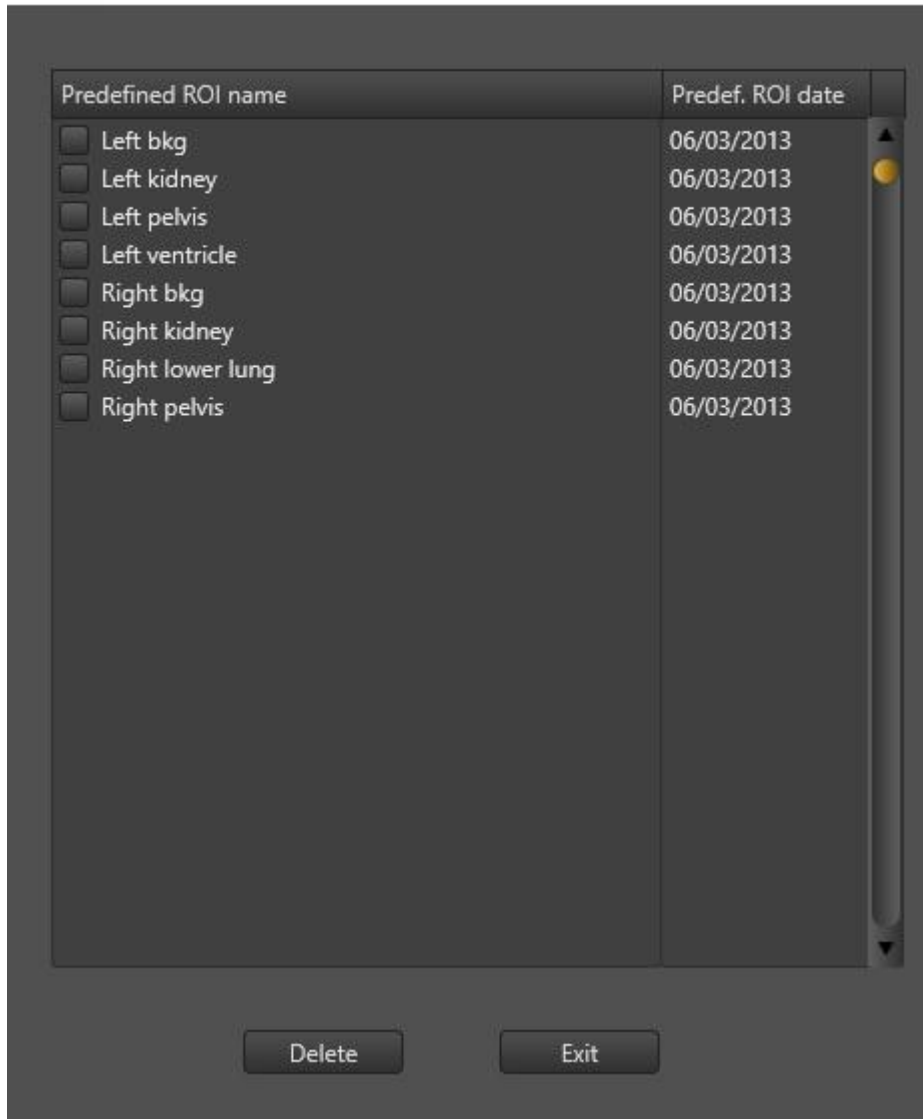 Predefined ROI name Predef. ROI date
Left bkg 06/03/2013
Left kidney 06/03/2013
Left pelvis 06/03/2013
Left ventricle 06/03/2013
Right bkg 06/03/2013
Right kidney 06/03/2013
Right lower lung 06/03/2013
Right pelvis 06/03/2013
Delete Exit